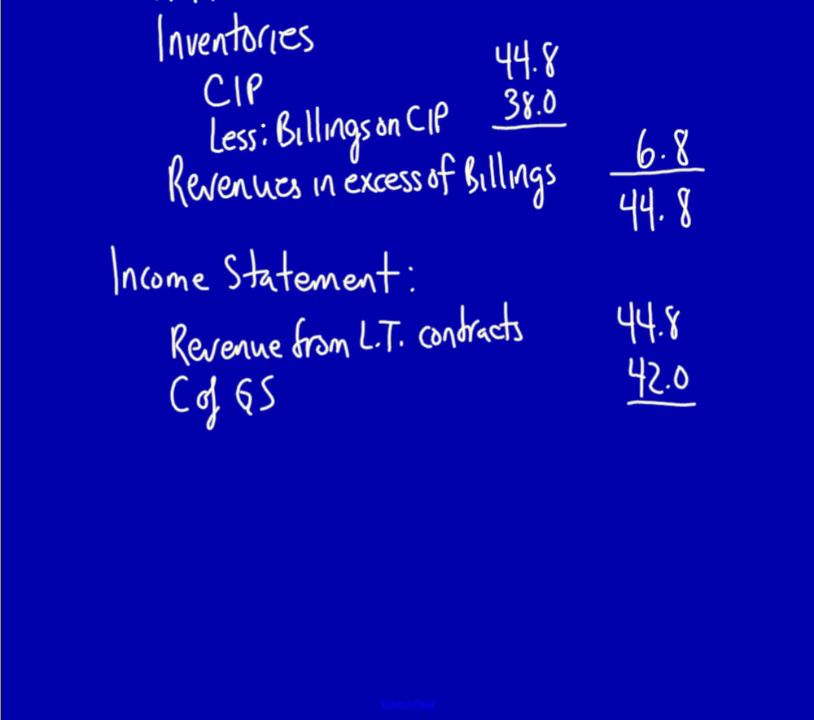 Inventories
CIP 44.8
Less: Billings on CIP 38.0
Revenues in excess of Billings 6.8
44.8
Income Statement:
Revenue from L.T. contracts 44.8
C of GS 42.0